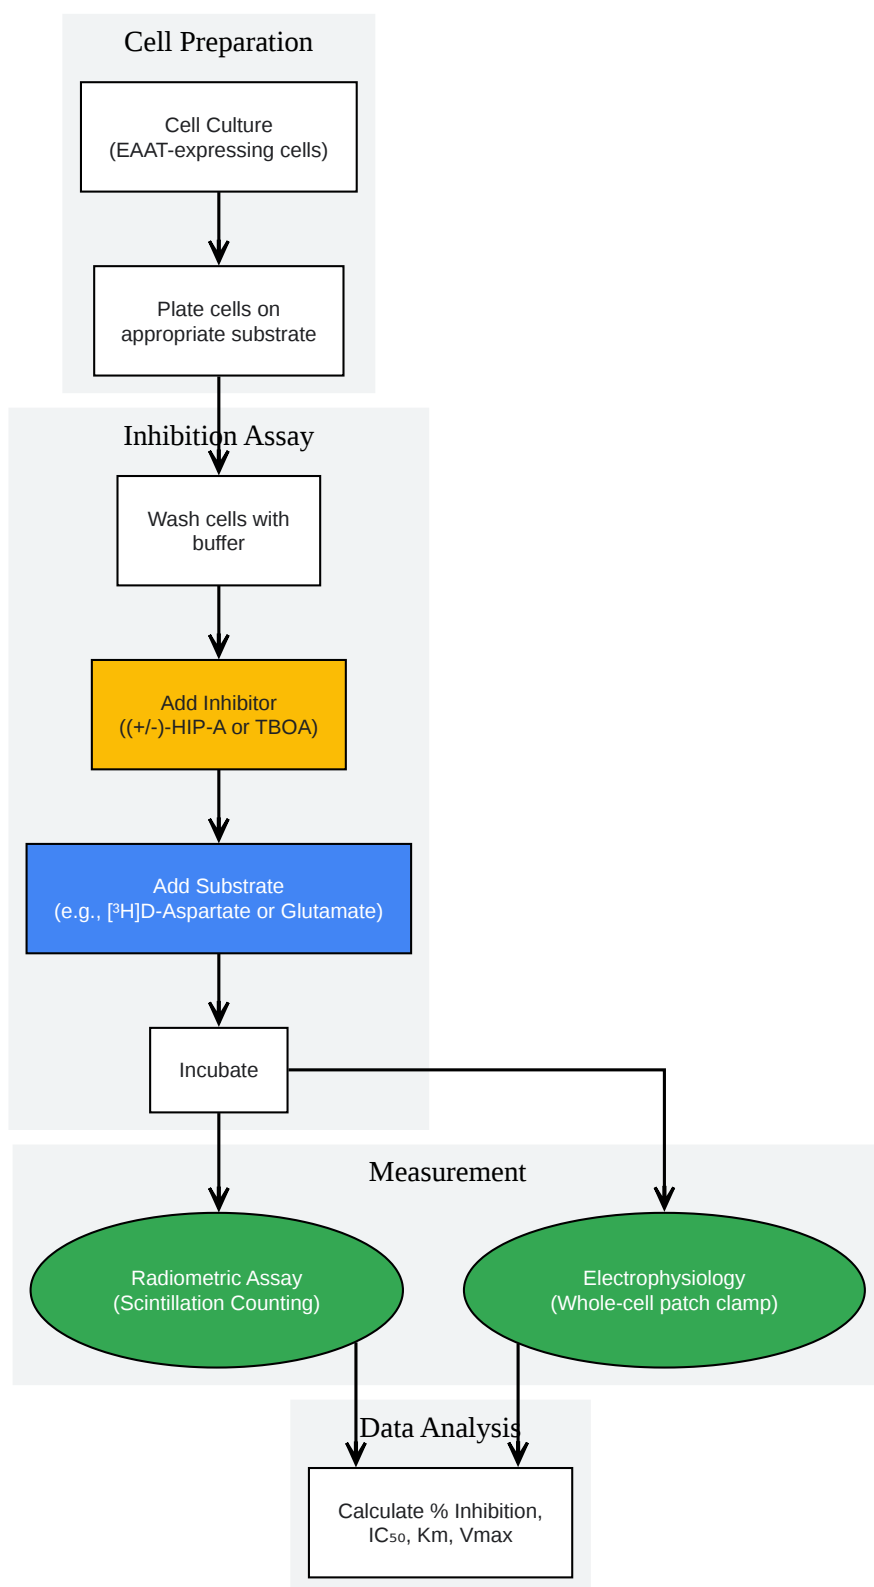 Cell Preparation
Cell Culture
(EAAT-expressing cells)
Plate cells on
appropriate substrate
Inhibition Assay
Wash cells with
buffer
Add Inhibitor
((+/-)-HIP-A or TBOA)
Add Substrate
(e.g., [³H]D-Aspartate or Glutamate)
Incubate
Measurement
Radiometric Assay
(Scintillation Counting)
Electrophysiology
(Whole-cell patch clamp)
Data Analysis
Calculate % Inhibition,
IC₅₀, Km, Vmax